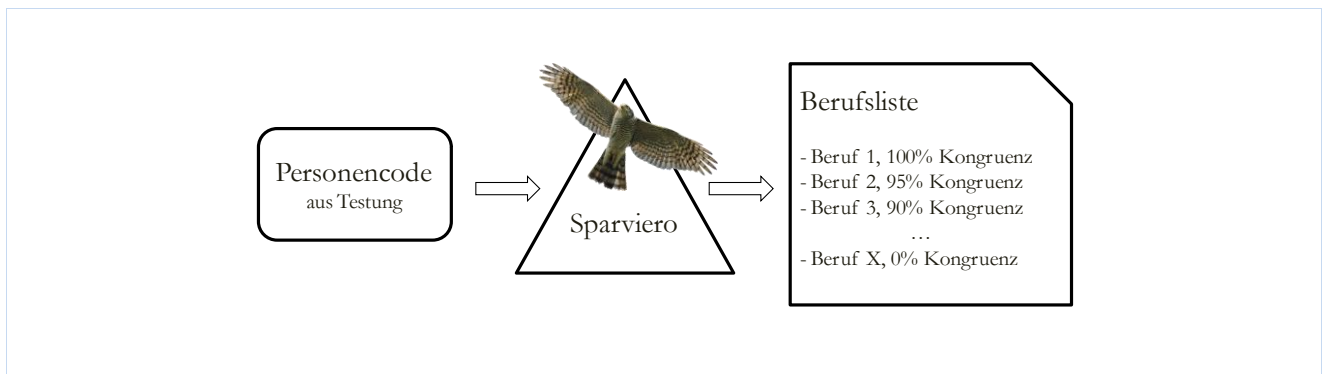 Personencode
aus Testung
Sparviero
Berufsliste
- Beruf 1, 100% Kongruenz
- Beruf 2, 95% Kongruenz
- Beruf 3, 90% Kongruenz
…
- Beruf X, 0% Kongruenz